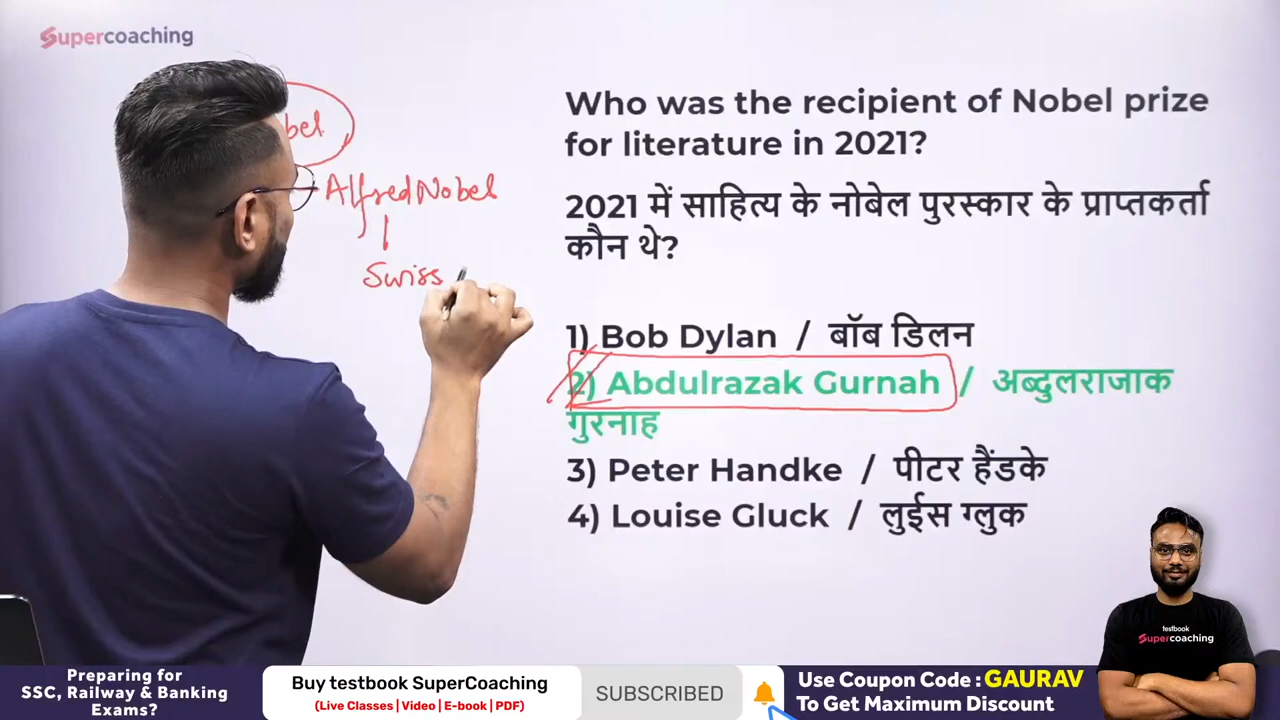 Supercoaching
bel
Alfred Nobel
Swiss
Who was the recipient of Nobel prize
for literature in 2021?
2021 में साहित्य के नोबेल पुरस्कार के प्राप्तकर्ता
कौन थे?
1) Bob Dylan / बॉब डिलन
2) Abdulrazak Gurnah / अब्दुलराजाक
गुरनाह
3) Peter Handke / पीटर हैंडके
4) Louise Gluck / लुईस ग्लुक
testbook
Supercoaching
Preparing for
SSC, Railway & Banking
Exams?
Buy testbook SuperCoaching
(Live Classes | Video | E-book | PDF)
SUBSCRIBED
Use Coupon Code : GAURAV
To Get Maximum Discount